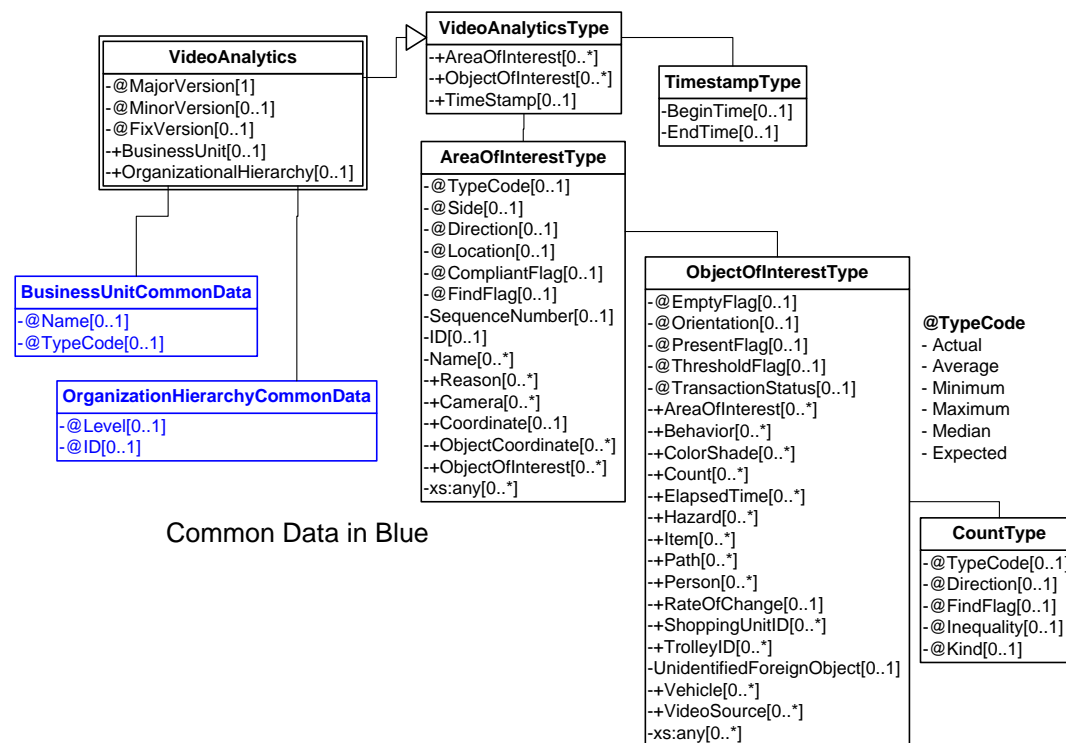 VideoAnalytics
-@MajorVersion[1]
-@MinorVersion[0..1]
-@FixVersion[0..1]
-+BusinessUnit[0..1]
-+OrganizationalHierarchy[0..1]
VideoAnalyticsType
-+AreaOfInterest[0..*]
-+ObjectOfInterest[0..*]
-+TimeStamp[0..1]
TimestampType
-BeginTime[0..1]
-EndTime[0..1]
AreaOfInterestType
-@TypeCode[0..1]
-@Side[0..1]
-@Direction[0..1]
-@Location[0..1]
-@CompliantFlag[0..1]
-@FindFlag[0..1]
-SequenceNumber[0..1]
-ID[0..1]
-Name[0..*]
-+Reason[0..*]
-+Camera[0..*]
-+Coordinate[0..1]
-+ObjectCoordinate[0..*]
-+ObjectOfInterest[0..*]
-xs:any[0..*]
BusinessUnitCommonData
-@Name[0..1]
-@TypeCode[0..1]
OrganizationHierarchyCommonData
-@Level[0..1]
-@ID[0..1]
Common Data in Blue
ObjectOfInterestType
-@EmptyFlag[0..1]
-@Orientation[0..1]
-@PresentFlag[0..1]
-@ThresholdFlag[0..1]
-@TransactionStatus[0..1]
-+AreaOfInterest[0..*]
-+Behavior[0..*]
-+ColorShade[0..*]
-+Count[0..*]
-+ElapsedTime[0..*]
-+Hazard[0..*]
-+Item[0..*]
-+Path[0..*]
-+Person[0..*]
-+RateOfChange[0..1]
-+ShoppingUnitID[0..*]
-+TrolleyID[0..*]
-UnidentifiedForeignObject[0..1]
-+Vehicle[0..*]
-+VideoSource[0..*]
-xs:any[0..*]
@TypeCode
- Actual
- Average
- Minimum
- Maximum
- Median
- Expected
CountType
-@TypeCode[0..1]
-@Direction[0..1]
-@FindFlag[0..1]
-@Inequality[0..1]
-@Kind[0..1]